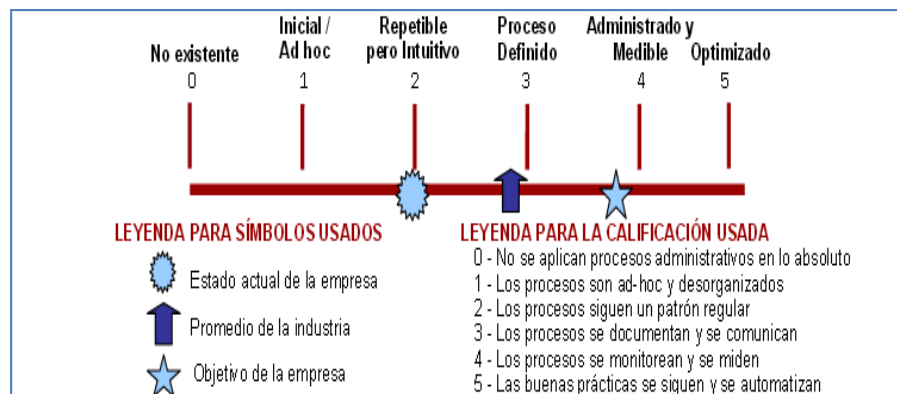 No existente
0
Inicial /
Ad hoc
1
Repetible
pero Intuitivo
2
Proceso
Definido
3
Administrado y
Medible
4
Optimizado
5
LEYENDA PARA SÍMBOLOS USADOS
Estado actual de la empresa
Promedio de la industria
Objetivo de la empresa
LEYENDA PARA LA CALIFICACIÓN USADA
0 - No se aplican procesos administrativos en lo absoluto
1 - Los procesos son ad-hoc y desorganizados
2 - Los procesos siguen un patrón regular
3 - Los procesos se documentan y se comunican
4 - Los procesos se monitorean y se miden
5 - Las buenas prácticas se siguen y se automatizan